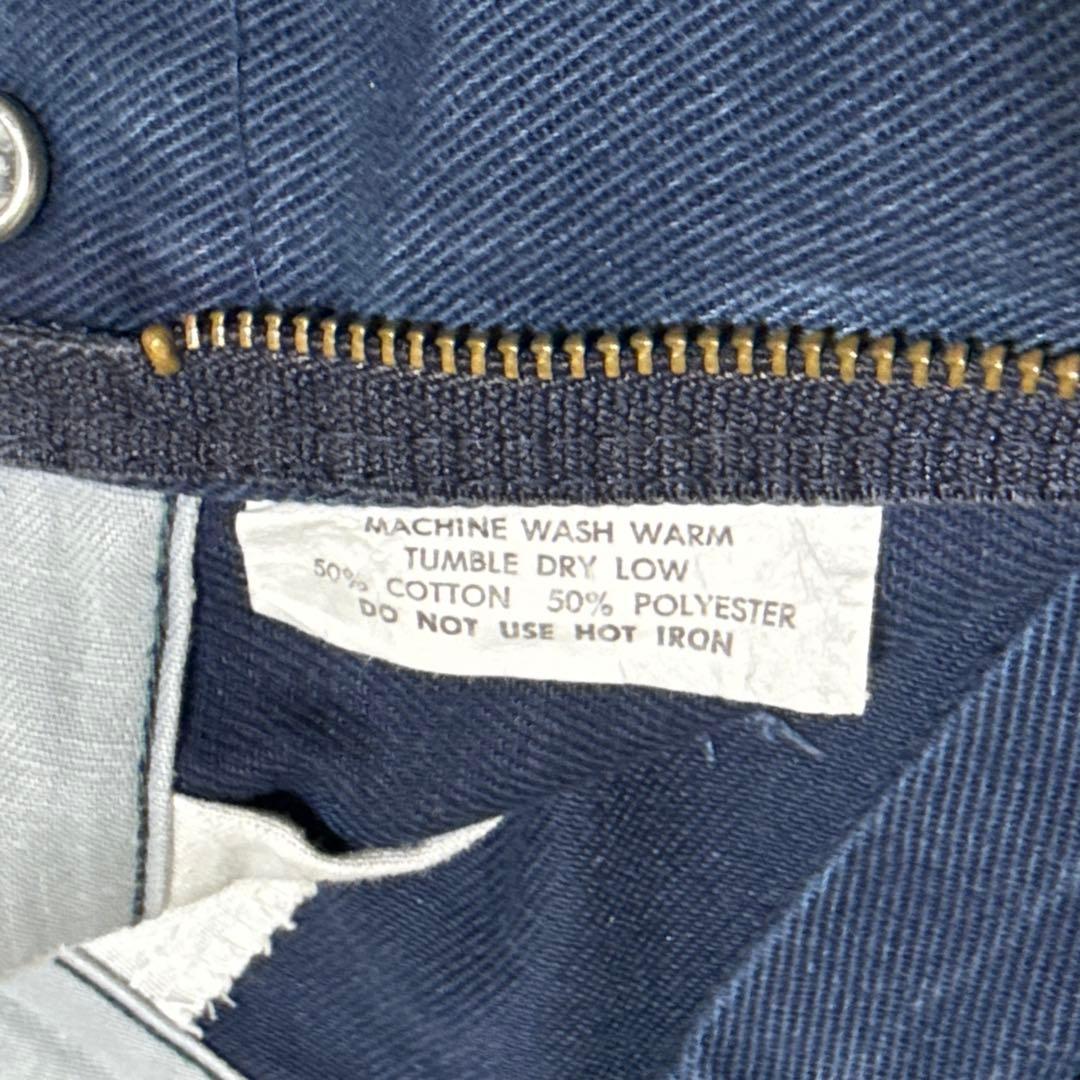 MACHINE WASH WARM
TUMBLE DRY LOW
50% COTTON 50% POLYESTER
DO NOT USE HOT IRON